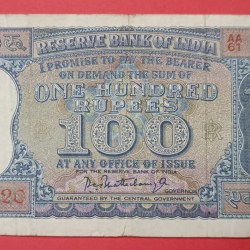 RESERVE BANK OF INDIA
AA
61
I PROMISE TO PAY THE BEARER
ON DEMAND THE SUM OF
ONE HUNDRED
RUPEES
100
AT ANY OFFICE OF ISSUE
FOR THE RESERVE BANK OF INDIA
GOVERNOR
20
GUARANTEED BY THE CENTRAL GOVERNMENT